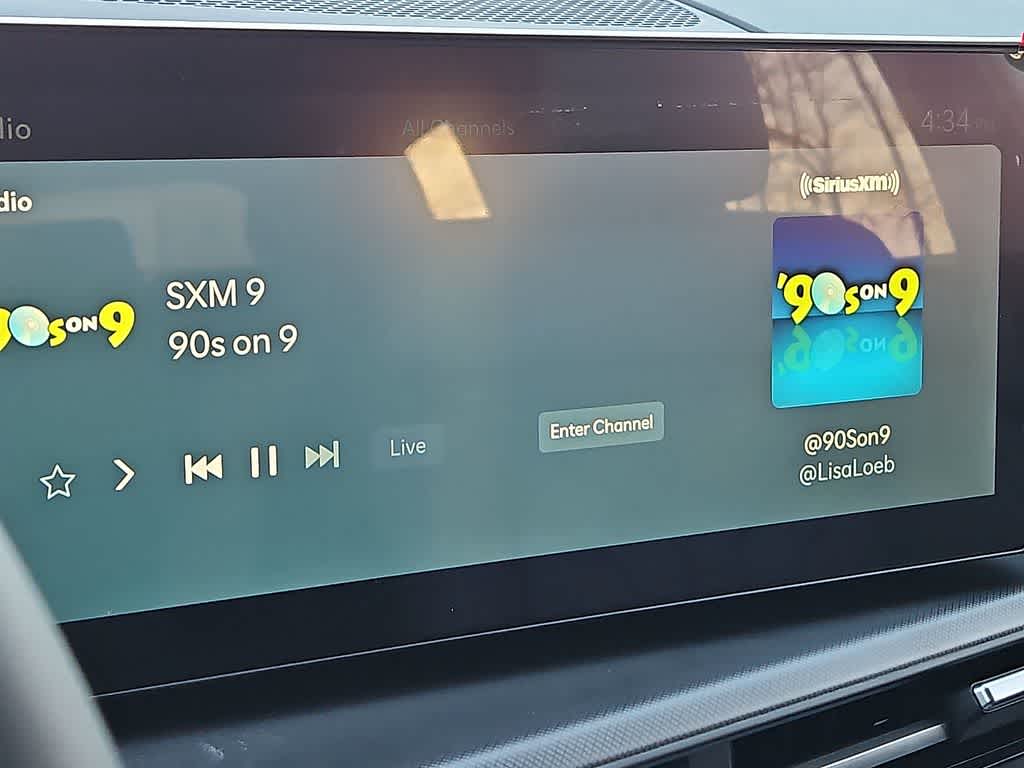 dio
All Channels
4:34
dio
SiriusXM
SXM 9
90s on 9
90s ON 9
'90s ON 9
Live
Enter Channel
@90Son9
@LisaLoeb